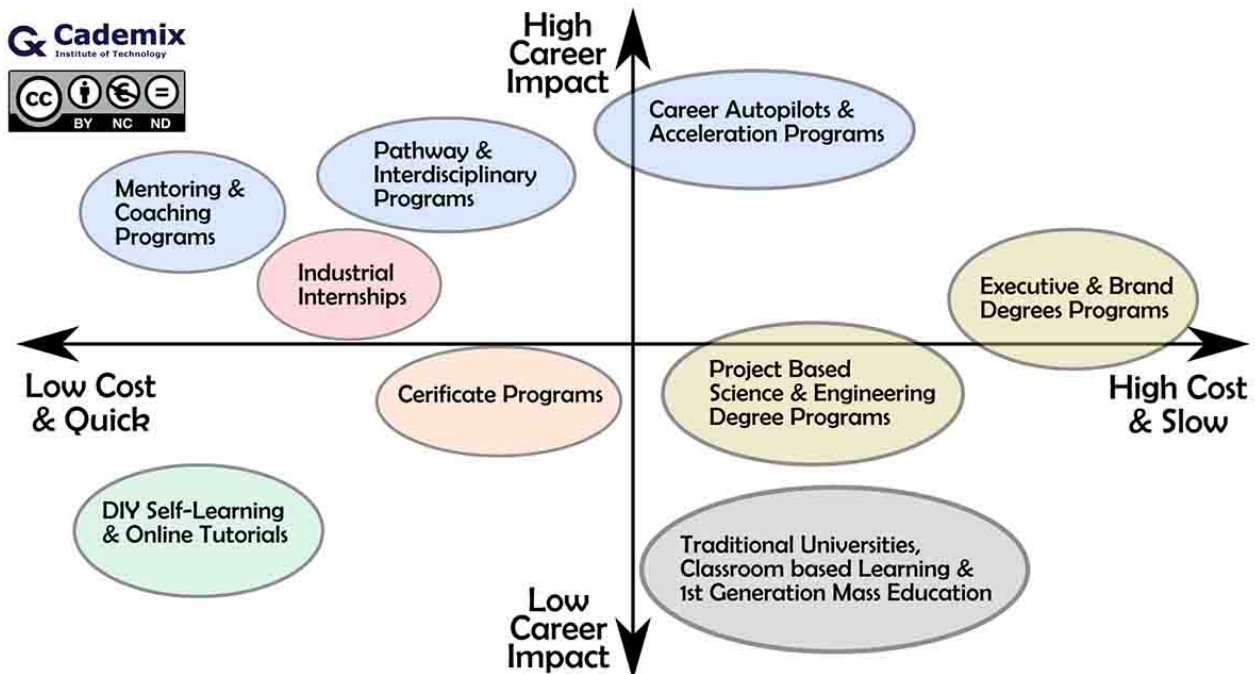 Cademix
Institute of Technology
CC
BY NC ND
High
Career
Impact
Career Autopilots &
Acceleration Programs
Pathway &
Interdisciplinary
Programs
Mentoring &
Coaching
Programs
Industrial
Internships
Executive & Brand
Degrees Programs
Low Cost
& Quick
Cerificate Programs
Project Based
Science & Engineering
Degree Programs
High Cost
& Slow
DIY Self-Learning
& Online Tutorials
Traditional Universities,
Classroom based Learning &
1st Generation Mass Education
Low
Career
Impact